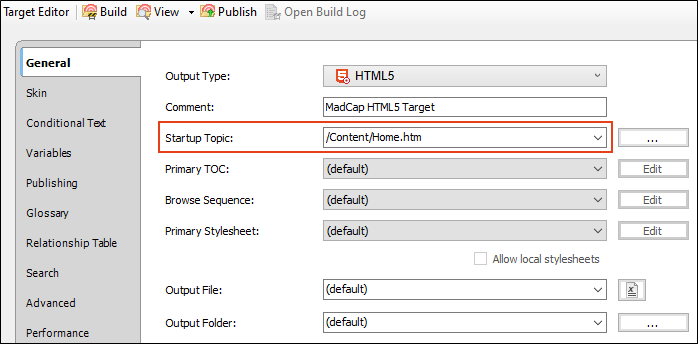 Target Editor Build View Publish Open Build Log
General
Skin
Conditional Text
Variables
Publishing
Glossary
Relationship Table
Search
Advanced
Performance
Output Type: HTML5
Comment: MadCap HTML5 Target
Startup Topic: /Content/Home.htm ...
Primary TOC: (default) Edit
Browse Sequence: (default) Edit
Primary Stylesheet: (default) Edit
Allow local stylesheets
Output File: (default)
Output Folder: (default) ...